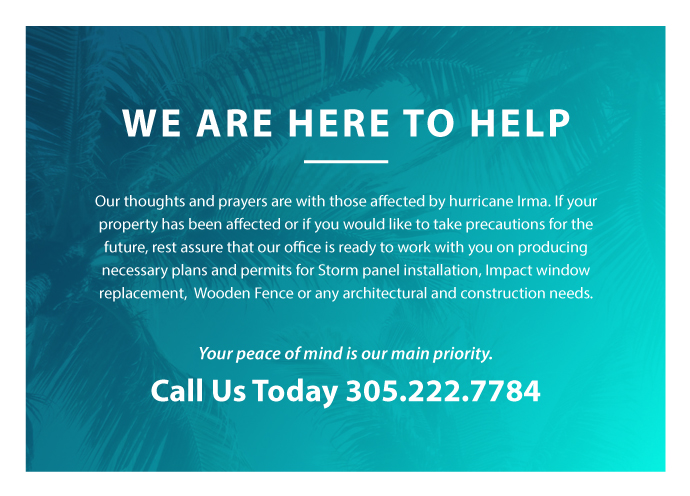 WE ARE HERE TO HELP
Our thoughts and prayers are with those affected by hurricane Irma. If your
property has been affected or if you would like to take precautions for the
future, rest assure that our office is ready to work with you on producing
necessary plans and permits for Storm panel installation, Impact window
replacement,  Wooden Fence or any architectural and construction needs.
Your peace of mind is our main priority.
Call Us Today 305.222.7784